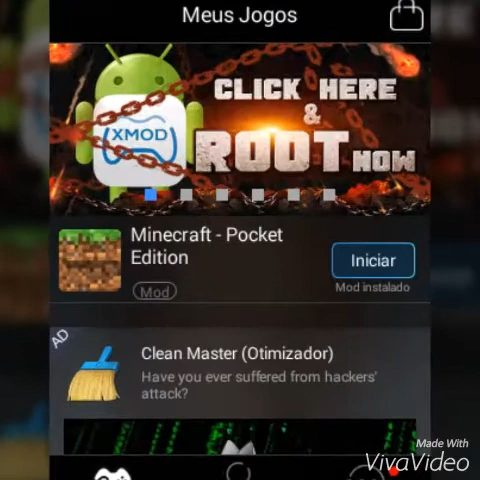 Meus Jogos
CLICK HERE
&
XMOD
ROOT NOW
Minecraft - Pocket
Edition
Iniciar
Mod
Mod instalado
AD
Clean Master (Otimizador)
Have you ever suffered from hackers'
attack?
Made With
VivaVideo